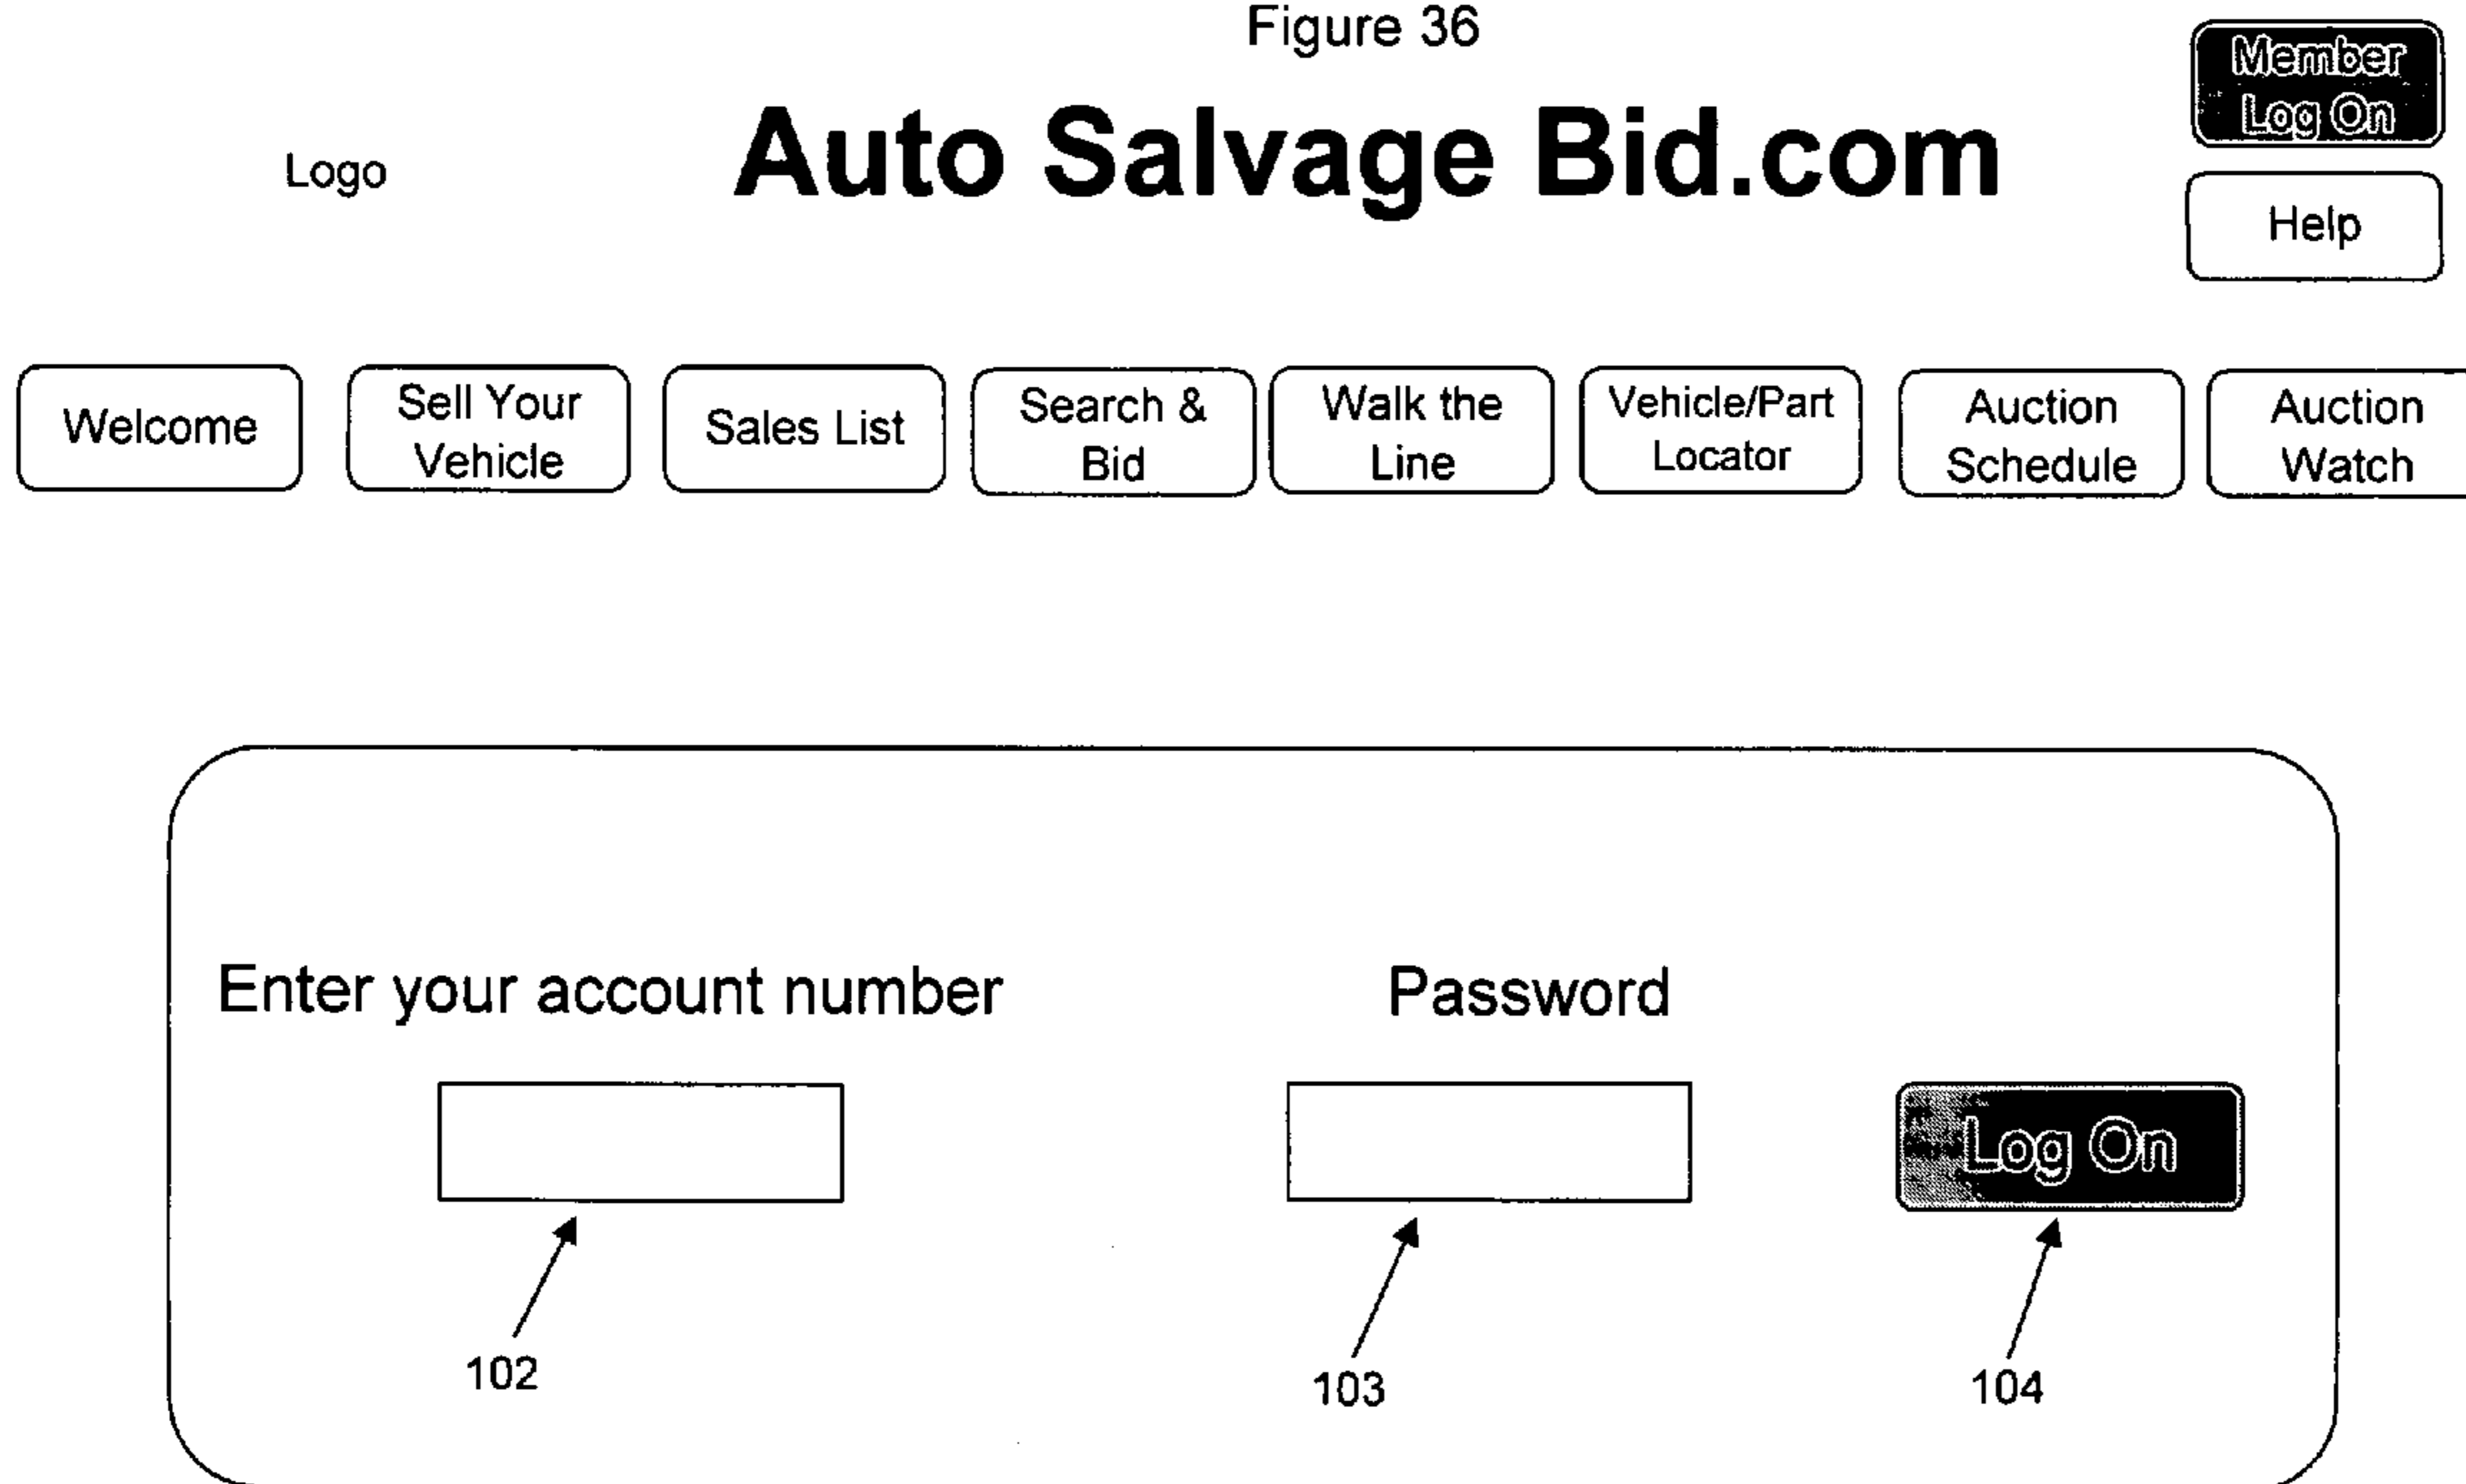 Figure 36
Member
Log On
Auto Salvage Bid.com
Logo
Help
Welcome
Sell Your
Vehicle
Sales List
Search &
Bid
Walk the
Line
Vehicle/Part
Locator
Auction
Schedule
Auction
Watch
Enter your account number
Password
Log On
102
103
104